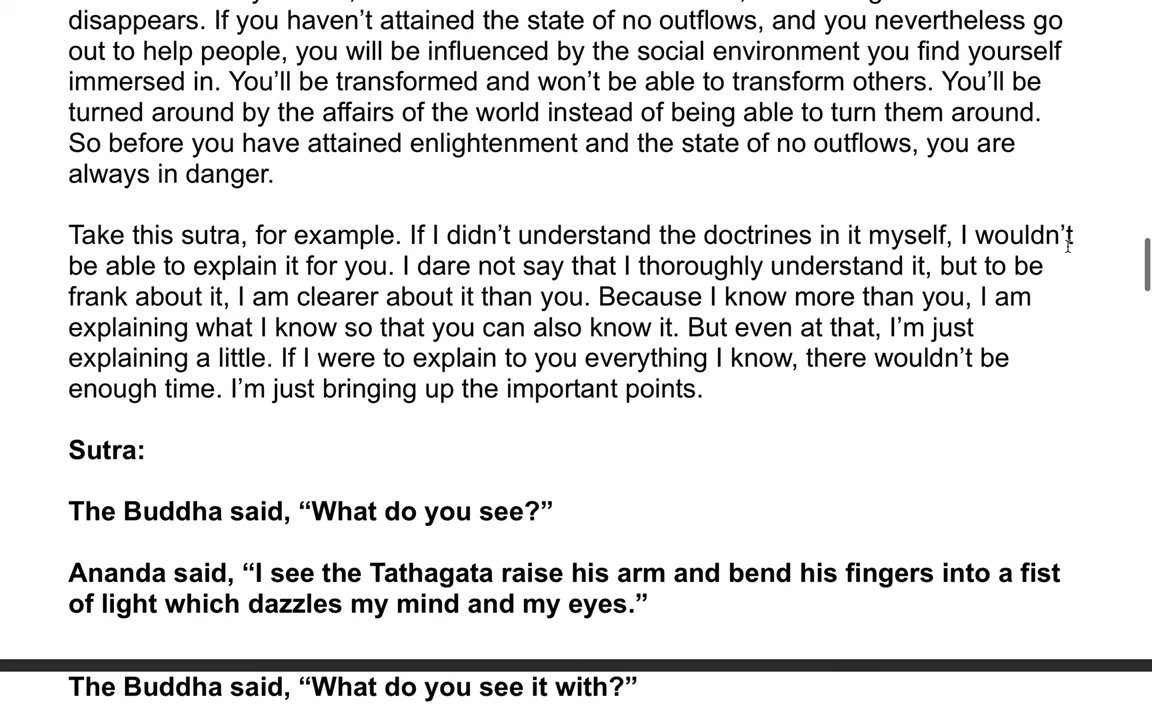 disappears. If you haven’t attained the state of no outflows, and you nevertheless go
out to help people, you will be influenced by the social environment you find yourself
immersed in. You’ll be transformed and won’t be able to transform others. You’ll be
turned around by the affairs of the world instead of being able to turn them around.
So before you have attained enlightenment and the state of no outflows, you are
always in danger.
Take this sutra, for example. If I didn’t understand the doctrines in it myself, I wouldn’t
be able to explain it for you. I dare not say that I thoroughly understand it, but to be
frank about it, I am clearer about it than you. Because I know more than you, I am
explaining what I know so that you can also know it. But even at that, I’m just
explaining a little. If I were to explain to you everything I know, there wouldn’t be
enough time. I’m just bringing up the important points.
Sutra:
The Buddha said, “What do you see?”
Ananda said, “I see the Tathagata raise his arm and bend his fingers into a fist
of light which dazzles my mind and my eyes.”
The Buddha said, “What do you see it with?”